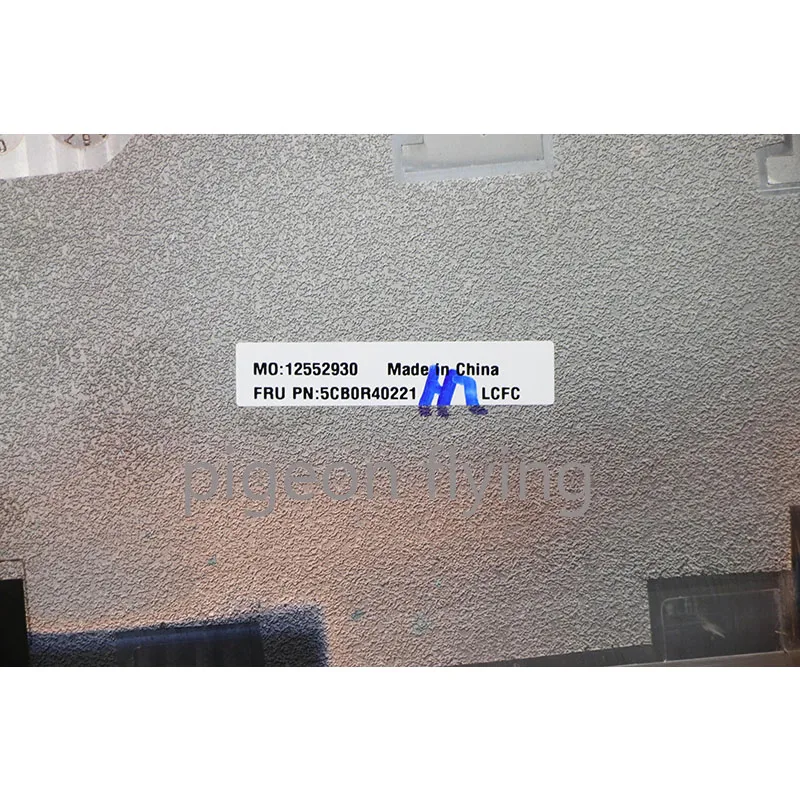 MO:12552930 Made in China
FRU PN:5CB0R40221 LCFC
pigeon flying